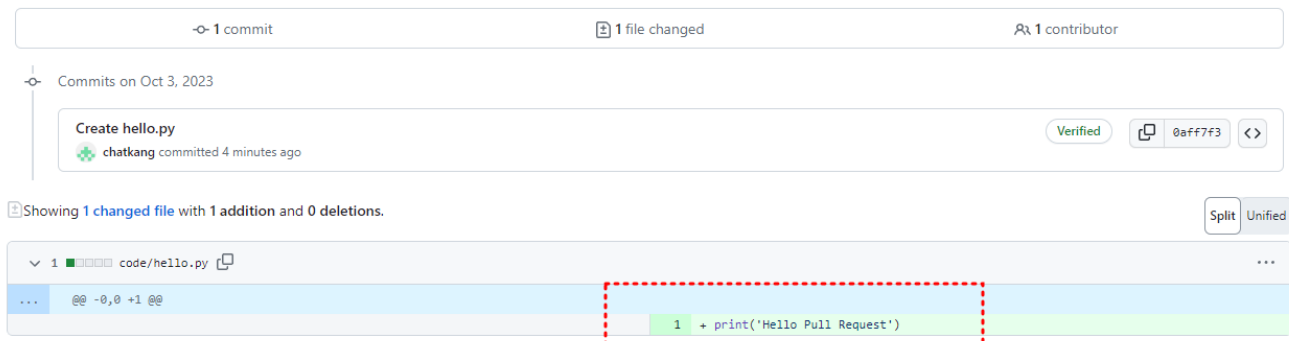 1 commit
1 file changed
1 contributor
Commits on Oct 3, 2023
Create hello.py
chatkang committed 4 minutes ago
Verified
0aff7f3
Showing 1 changed file with 1 addition and 0 deletions.
Split Unified
1 code/hello.py
...
... @@ -0,0 +1 @@
1 + print('Hello Pull Request')